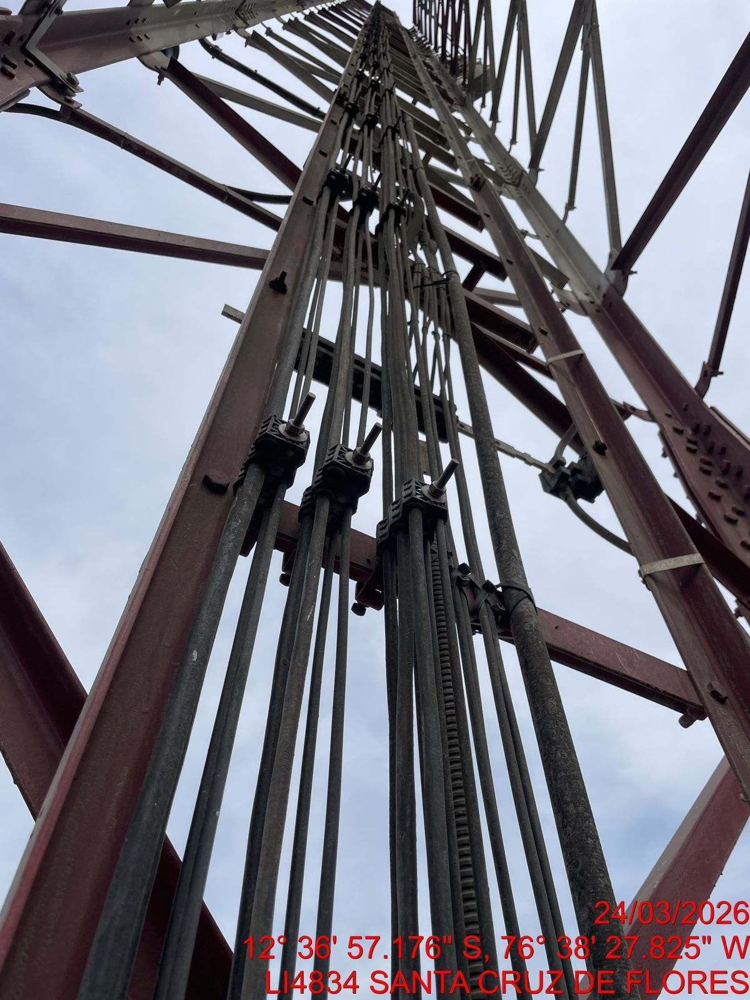 24/03/2026
12° 36' 57.176" S, 76° 38' 27.825" W
LI4834 SANTA CRUZ DE FLORES